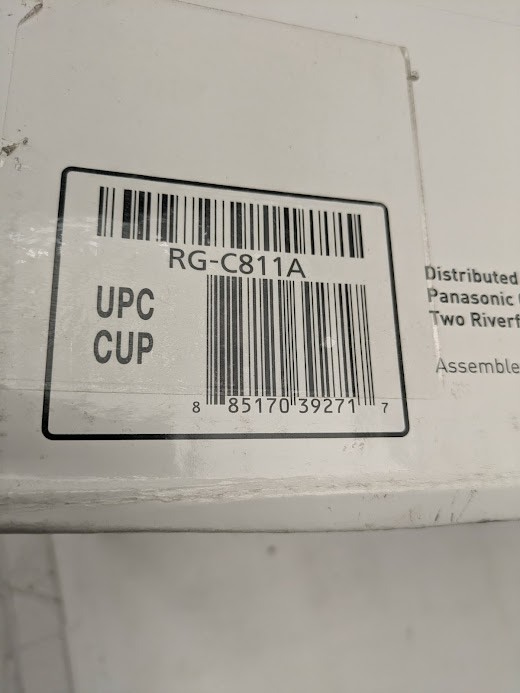 RG-C811A
UPC
CUP
8 85170 39271 7
Distributed
Panasonic
Two Riverf
Assemble